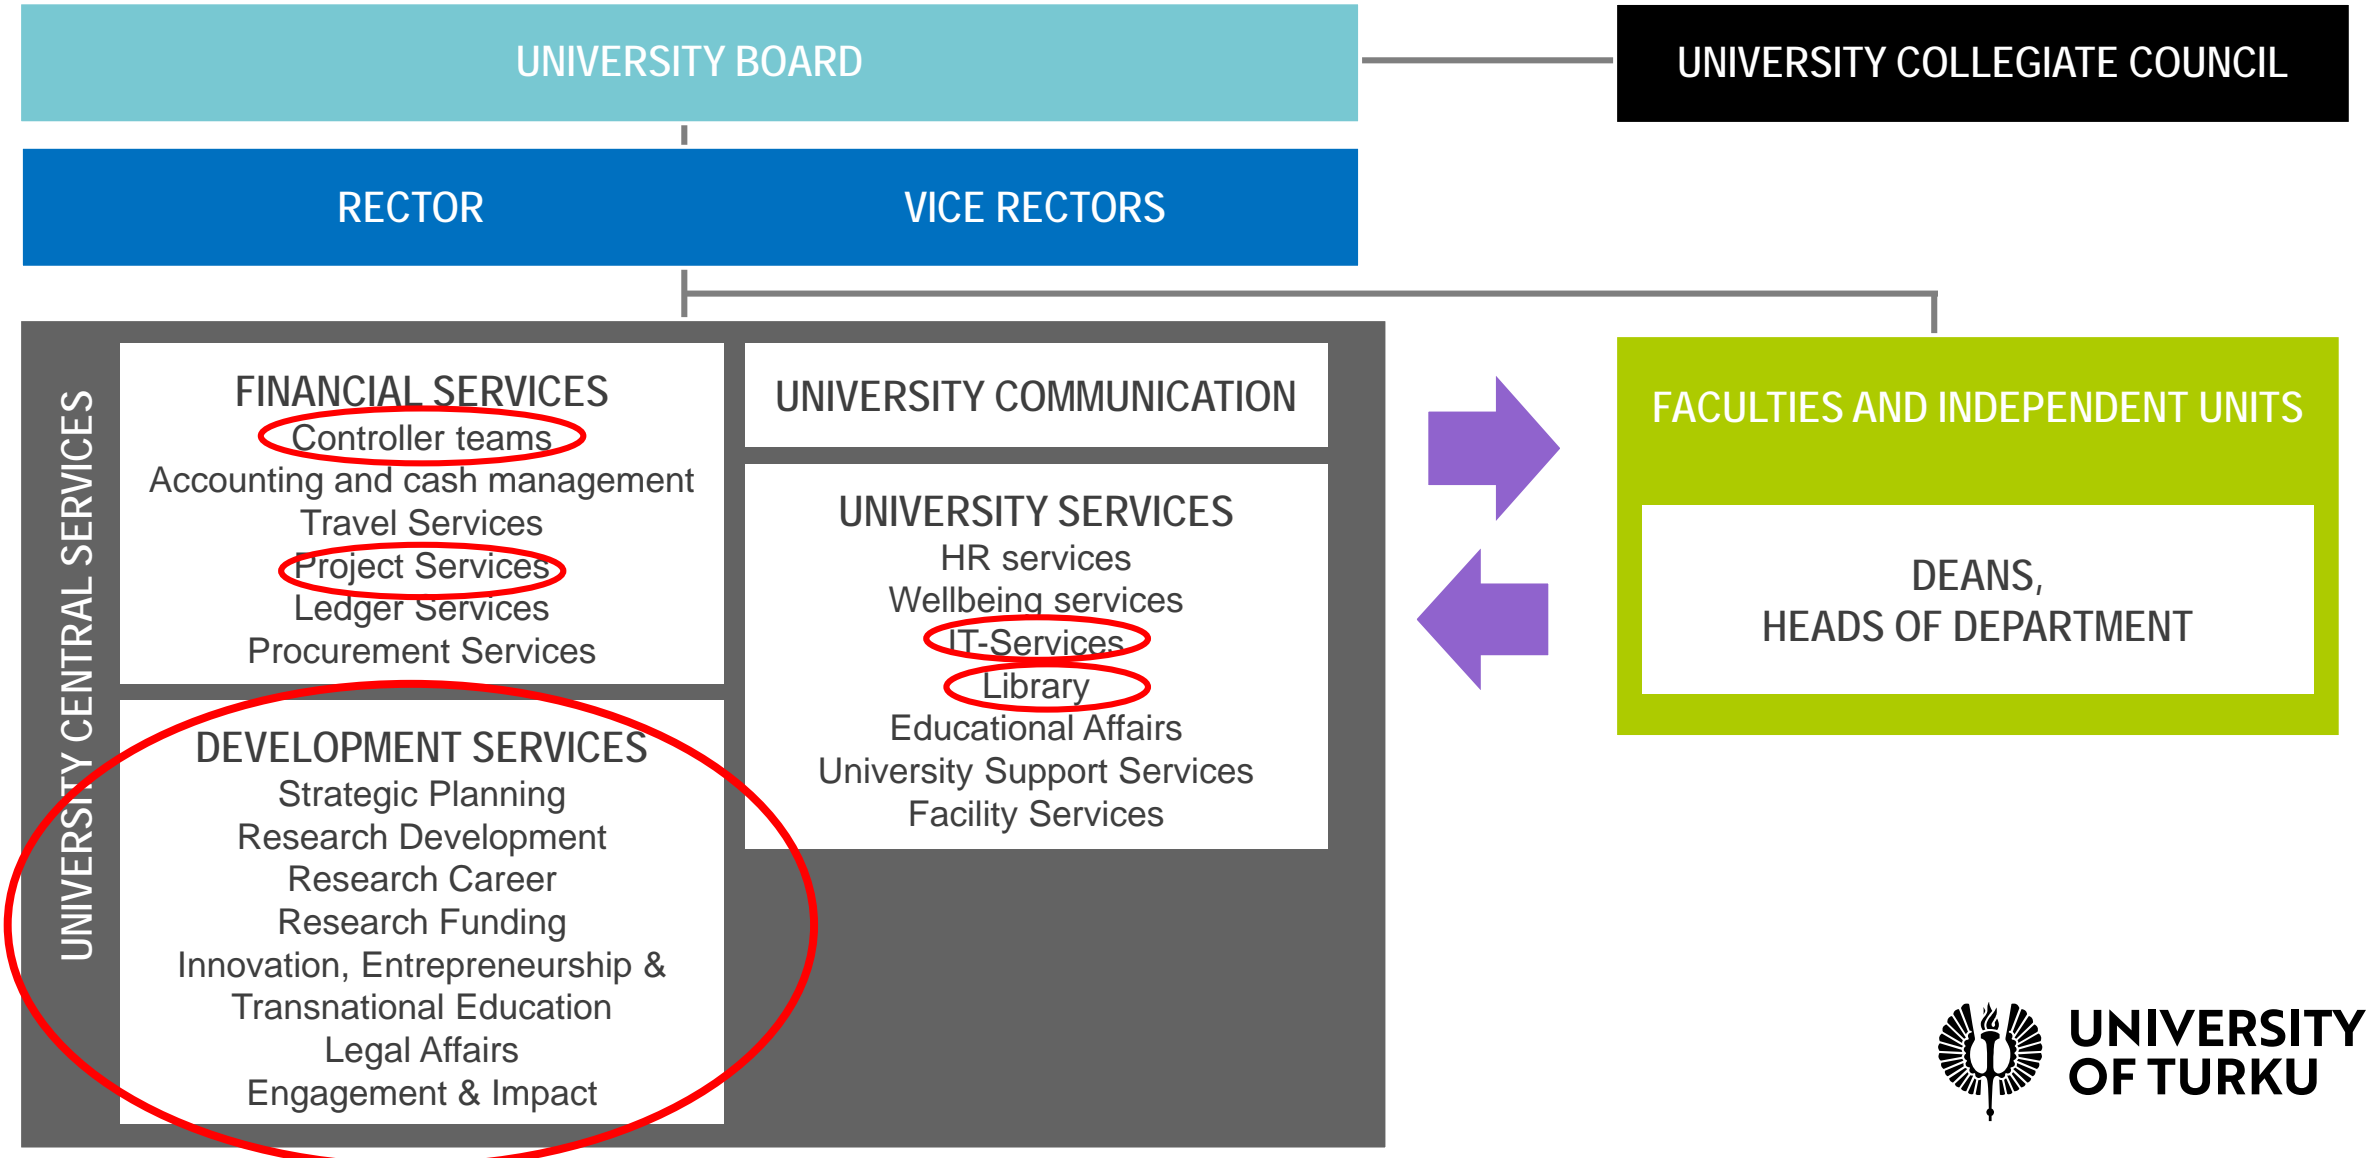 UNIVERSITY BOARD
UNIVERSITY COLLEGIATE COUNCIL
RECTOR
VICE RECTORS
UNIVERSITY CENTRAL SERVICES
FINANCIAL SERVICES
Controller teams
Accounting and cash management
Travel Services
Project Services
Ledger Services
Procurement Services
DEVELOPMENT SERVICES
Strategic Planning
Research Development
Research Career
Research Funding
Innovation, Entrepreneurship &
Transnational Education
Legal Affairs
Engagement & Impact
UNIVERSITY COMMUNICATION
UNIVERSITY SERVICES
HR services
Wellbeing services
IT-Services
Library
Educational Affairs
University Support Services
Facility Services
FACULTIES AND INDEPENDENT UNITS
DEANS,
HEADS OF DEPARTMENT
UNIVERSITY
OF TURKU